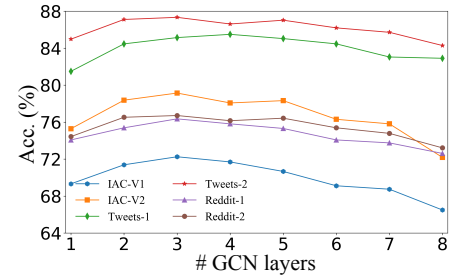 88
84
80
76
72
68
64
Acc. (%)
IAC-V1
IAC-V2
Tweets-1
Tweets-2
Reddit-1
Reddit-2
1 2 3 4 5 6 7 8
# GCN layers